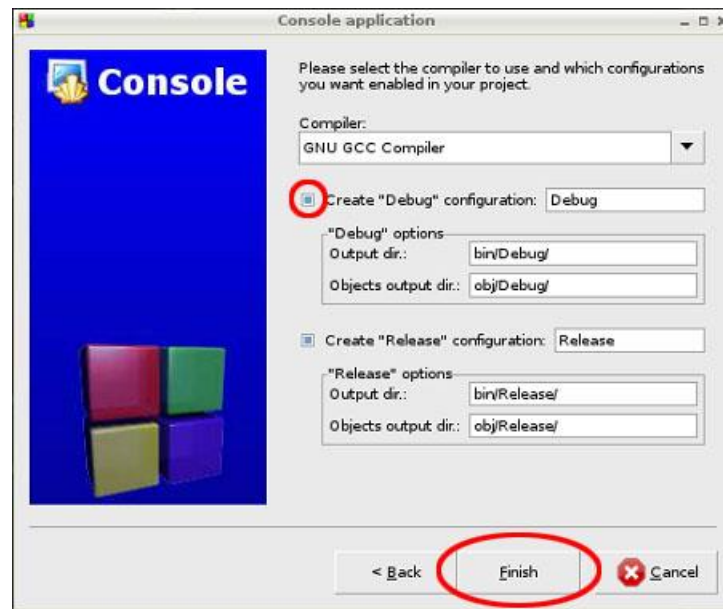 Console application
Console
Please select the compiler to use and which configurations
you want enabled in your project.
Compiler:
GNU GCC Compiler
Create "Debug" configuration: Debug
"Debug" options
Output dir.: bin/Debug/
Objects output dir.: obj/Debug/
Create "Release" configuration: Release
"Release" options
Output dir.: bin/Release/
Objects output dir.: obj/Release/
< Back Finish Cancel